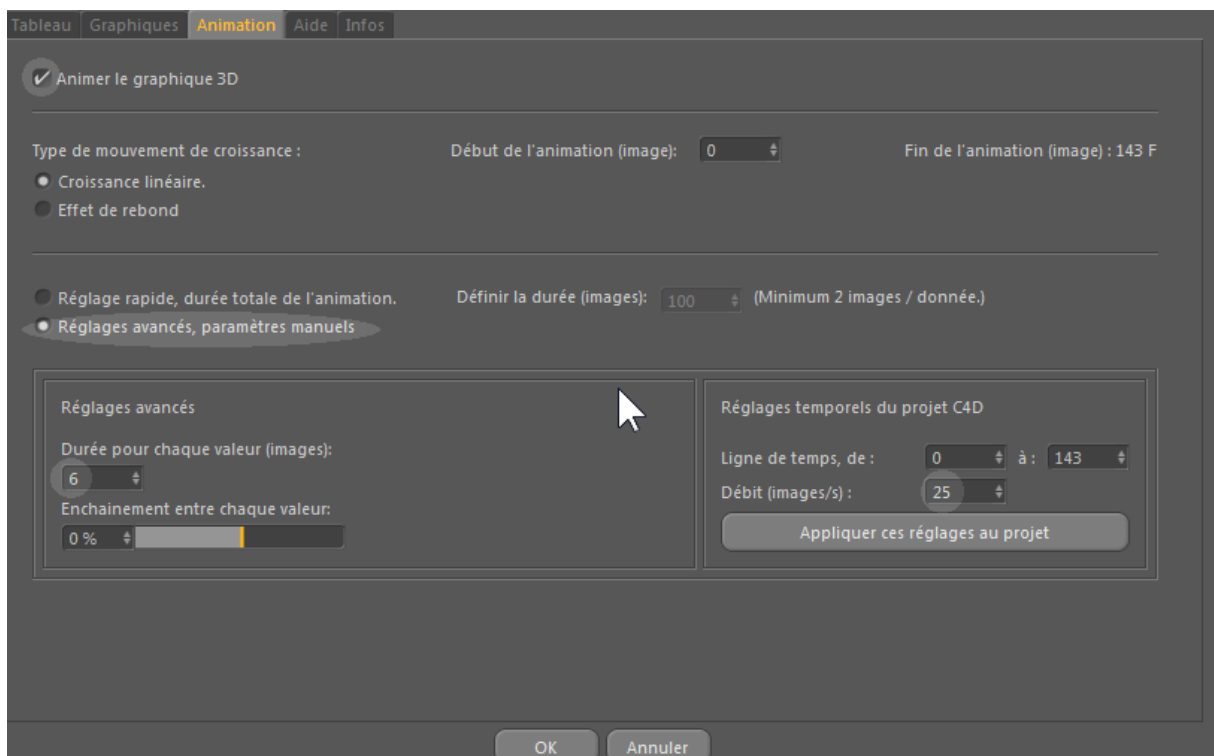 Tableau Graphiques Animation Aide Infos
Animer le graphique 3D
Type de mouvement de croissance : Début de l'animation (image): 0 Fin de l'animation (image) : 143 F
Croissance linéaire.
Effet de rebond
Réglage rapide, durée totale de l'animation. Définir la durée (images): 100 (Minimum 2 images / donnée.)
Réglages avancés, paramètres manuels
Réglages avancés
Durée pour chaque valeur (images):
6
Enchainement entre chaque valeur:
0 %
Réglages temporels du projet C4D
Ligne de temps, de : 0 à : 143
Débit (images/s) : 25
Appliquer ces réglages au projet
OK Annuler